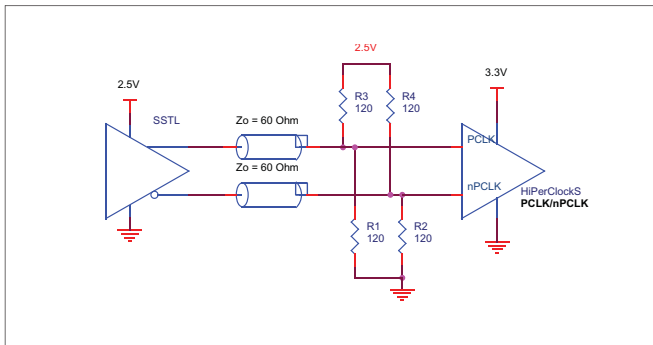 2.5V
2.5V
3.3V
SSTL
Zo = 60 Ohm
R3
120
R4
120
PCLK
Zo = 60 Ohm
nPCLK
HiPerClockS
PCLK/nPCLK
R1
120
R2
120